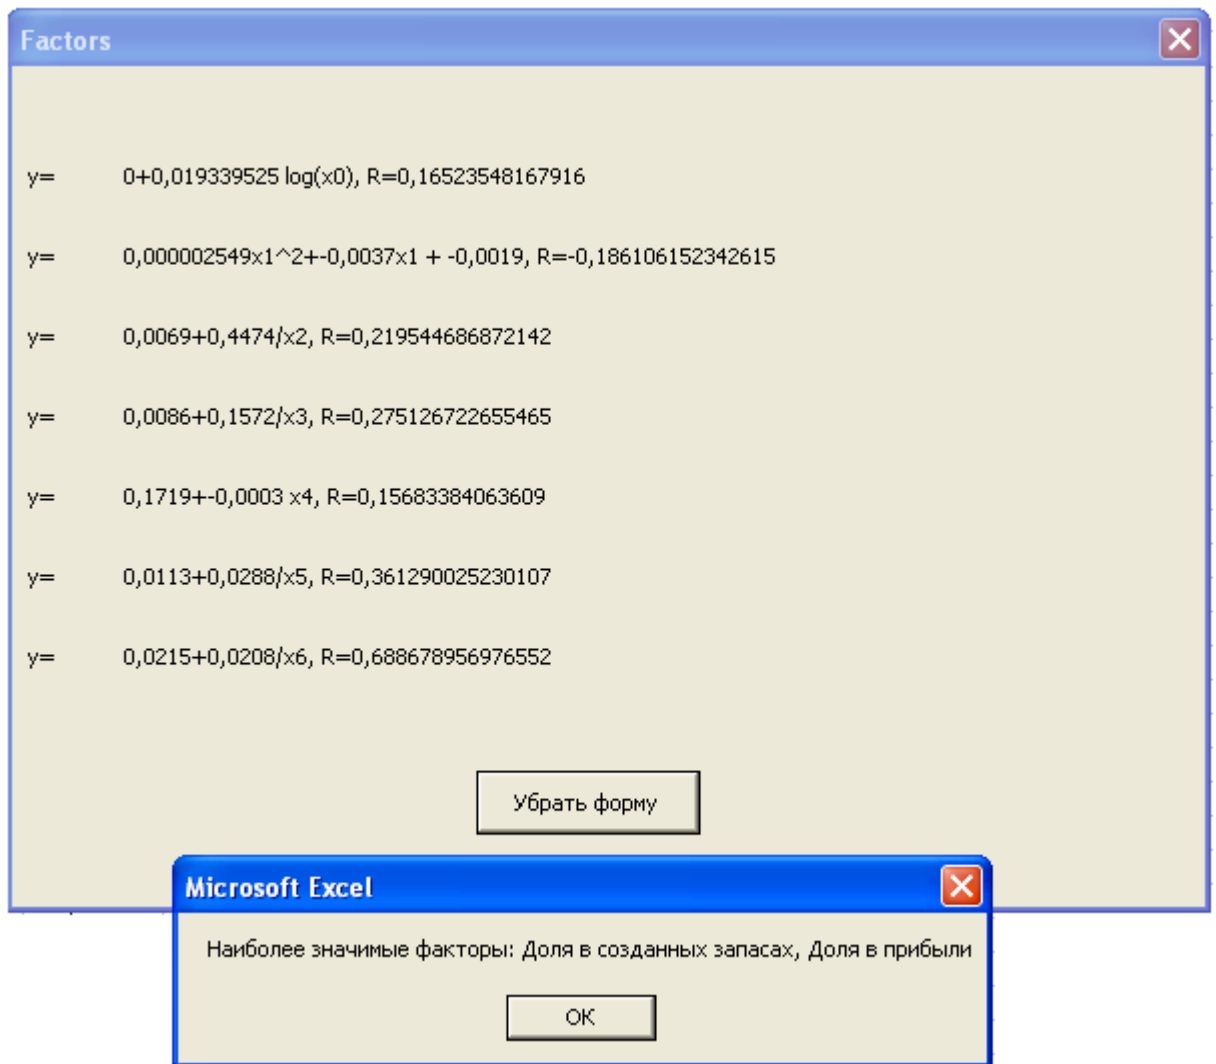 Factors
y= 0+0,019339525 log(x0), R=0,16523548167916
y= 0,000002549x1^2+-0,0037x1 + -0,0019, R=-0,186106152342615
y= 0,0069+0,4474/x2, R=0,219544686872142
y= 0,0086+0,1572/x3, R=0,275126722655465
y= 0,1719+-0,0003 x4, R=0,15683384063609
y= 0,0113+0,0288/x5, R=0,361290025230107
y= 0,0215+0,0208/x6, R=0,688678956976552
Убрать форму
Microsoft Excel
Наиболее значимые факторы: Доля в созданных запасах, Доля в прибыли
OK